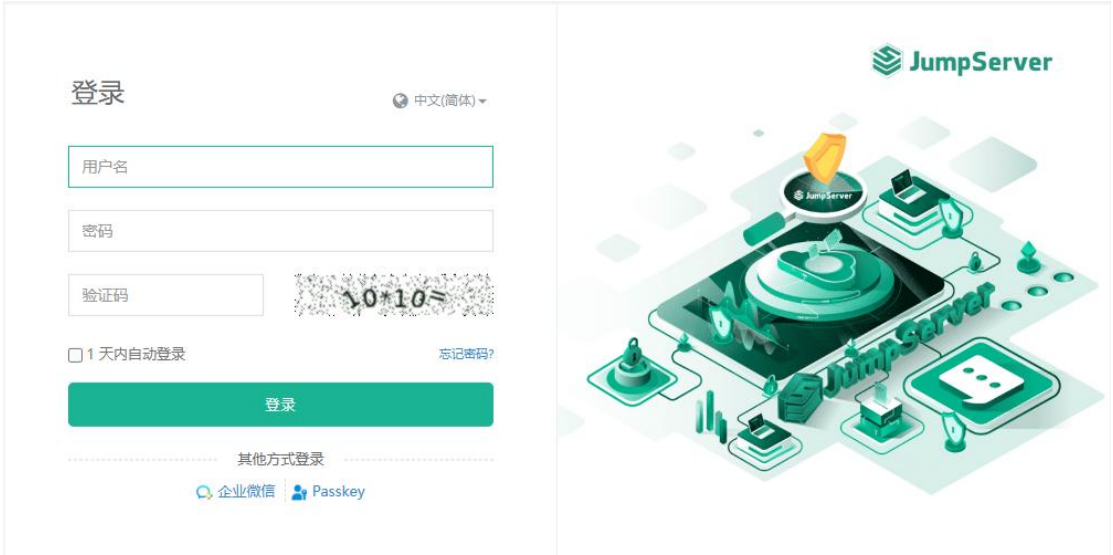 登录
中文(简体)
用户名
密码
验证码
10*10=
1 天内自动登录
忘记密码?
登录
其他方式登录
企业微信
Passkey
JumpServer
JumpServer
JumpServer